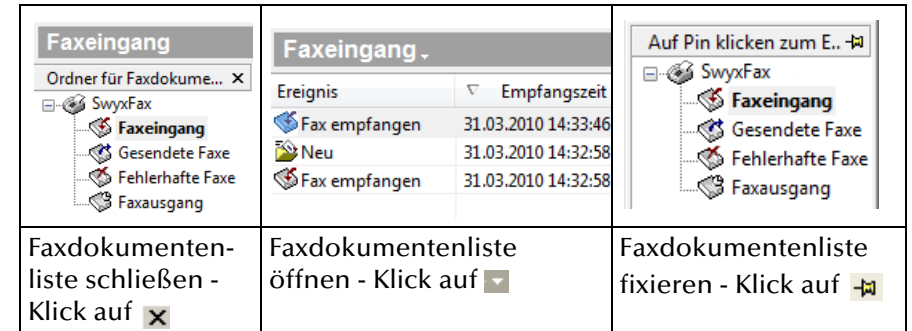 Faxeingang
Ordner für Faxdokume...
SwyxFax
Faxeingang
Gesendete Faxe
Fehlerhafte Faxe
Faxausgang
Faxdokumenten-
liste schließen -
Klick auf
Faxeingang
Ereignis Empfangszeit
Fax empfangen 31.03.2010 14:33:46
Neu 31.03.2010 14:32:58
Fax empfangen 31.03.2010 14:32:58
Faxdokumentenliste
öffnen - Klick auf
Auf Pin klicken zum E..
SwyxFax
Faxeingang
Gesendete Faxe
Fehlerhafte Faxe
Faxausgang
Faxdokumentenliste
fixieren - Klick auf